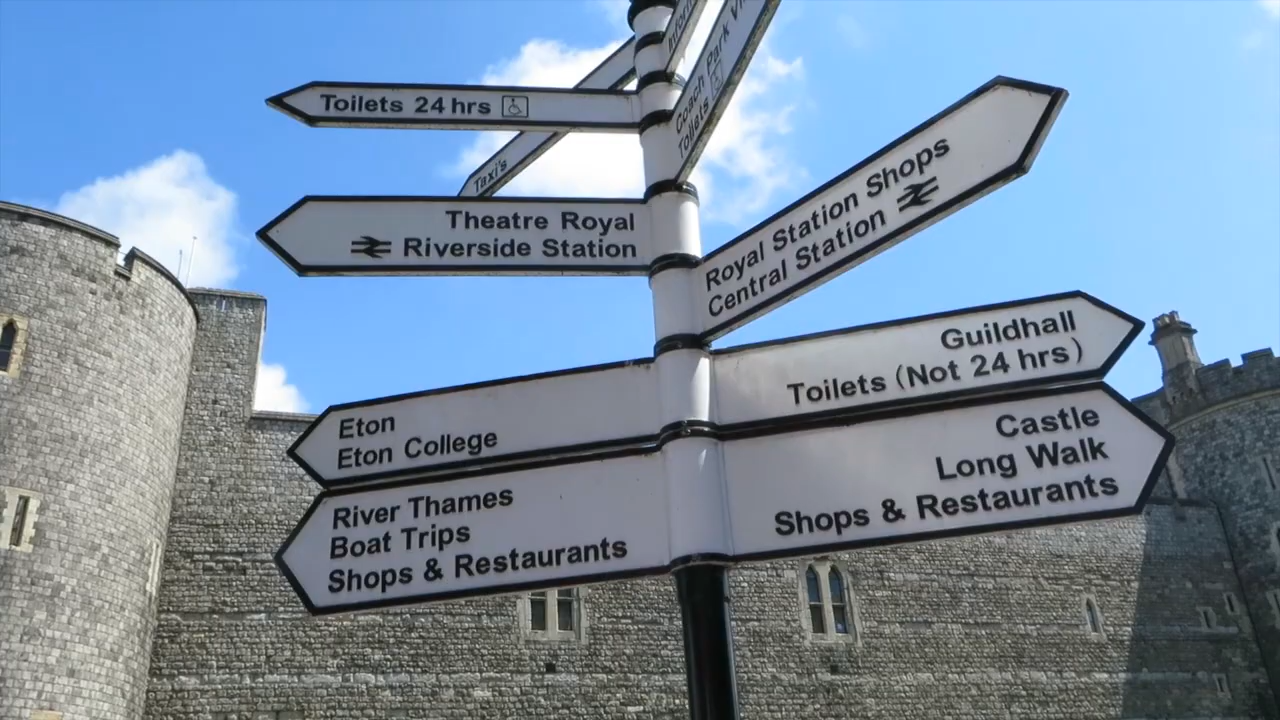 Toilets 24 hrs
Coach Park
Toilets
Taxi's
Theatre Royal
Riverside Station
Royal Station Shops
Central Station
Guildhall
Toilets (Not 24 hrs)
Eton
Eton College
Castle
Long Walk
Shops & Restaurants
River Thames
Boat Trips
Shops & Restaurants